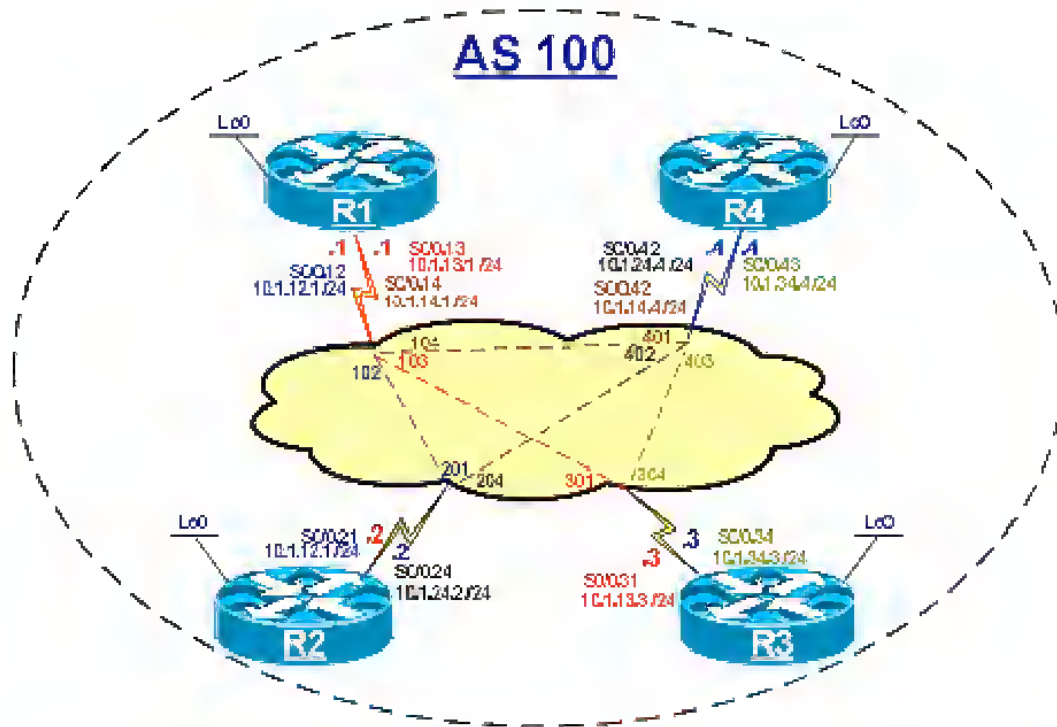 AS 100
Lo0
Lo0
R1
R4
.1
.1
S0/0.13
10.1.13.1/24
S0/0.12
10.1.12.1/24
S0/0.14
10.1.14.1/24
S0/0.42
10.1.24.4/24
.4
.4
S0/0.43
10.1.34.4/24
S0/0.42
10.1.14.4/24
104
401
103
402
102
403
201
204
301
304
Lo0
S0/0.21
10.1.12.1/24
.2
.2
S0/0.24
10.1.24.2/24
.3
.3
S0/0.34
10.1.34.3/24
Lo0
S0/0.31
10.1.13.3/24
R2
R3